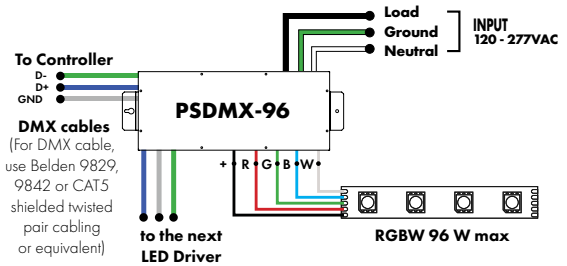 Load
Ground
Neutral
INPUT
120 - 277VAC
To Controller
D-
D+
GND
PSDMX-96
DMX cables
(For DMX cable,
use Belden 9829,
9842 or CAT5
shielded twisted
pair cabling
or equivalent)
+ R G B W
to the next
LED Driver
RGBW 96 W max